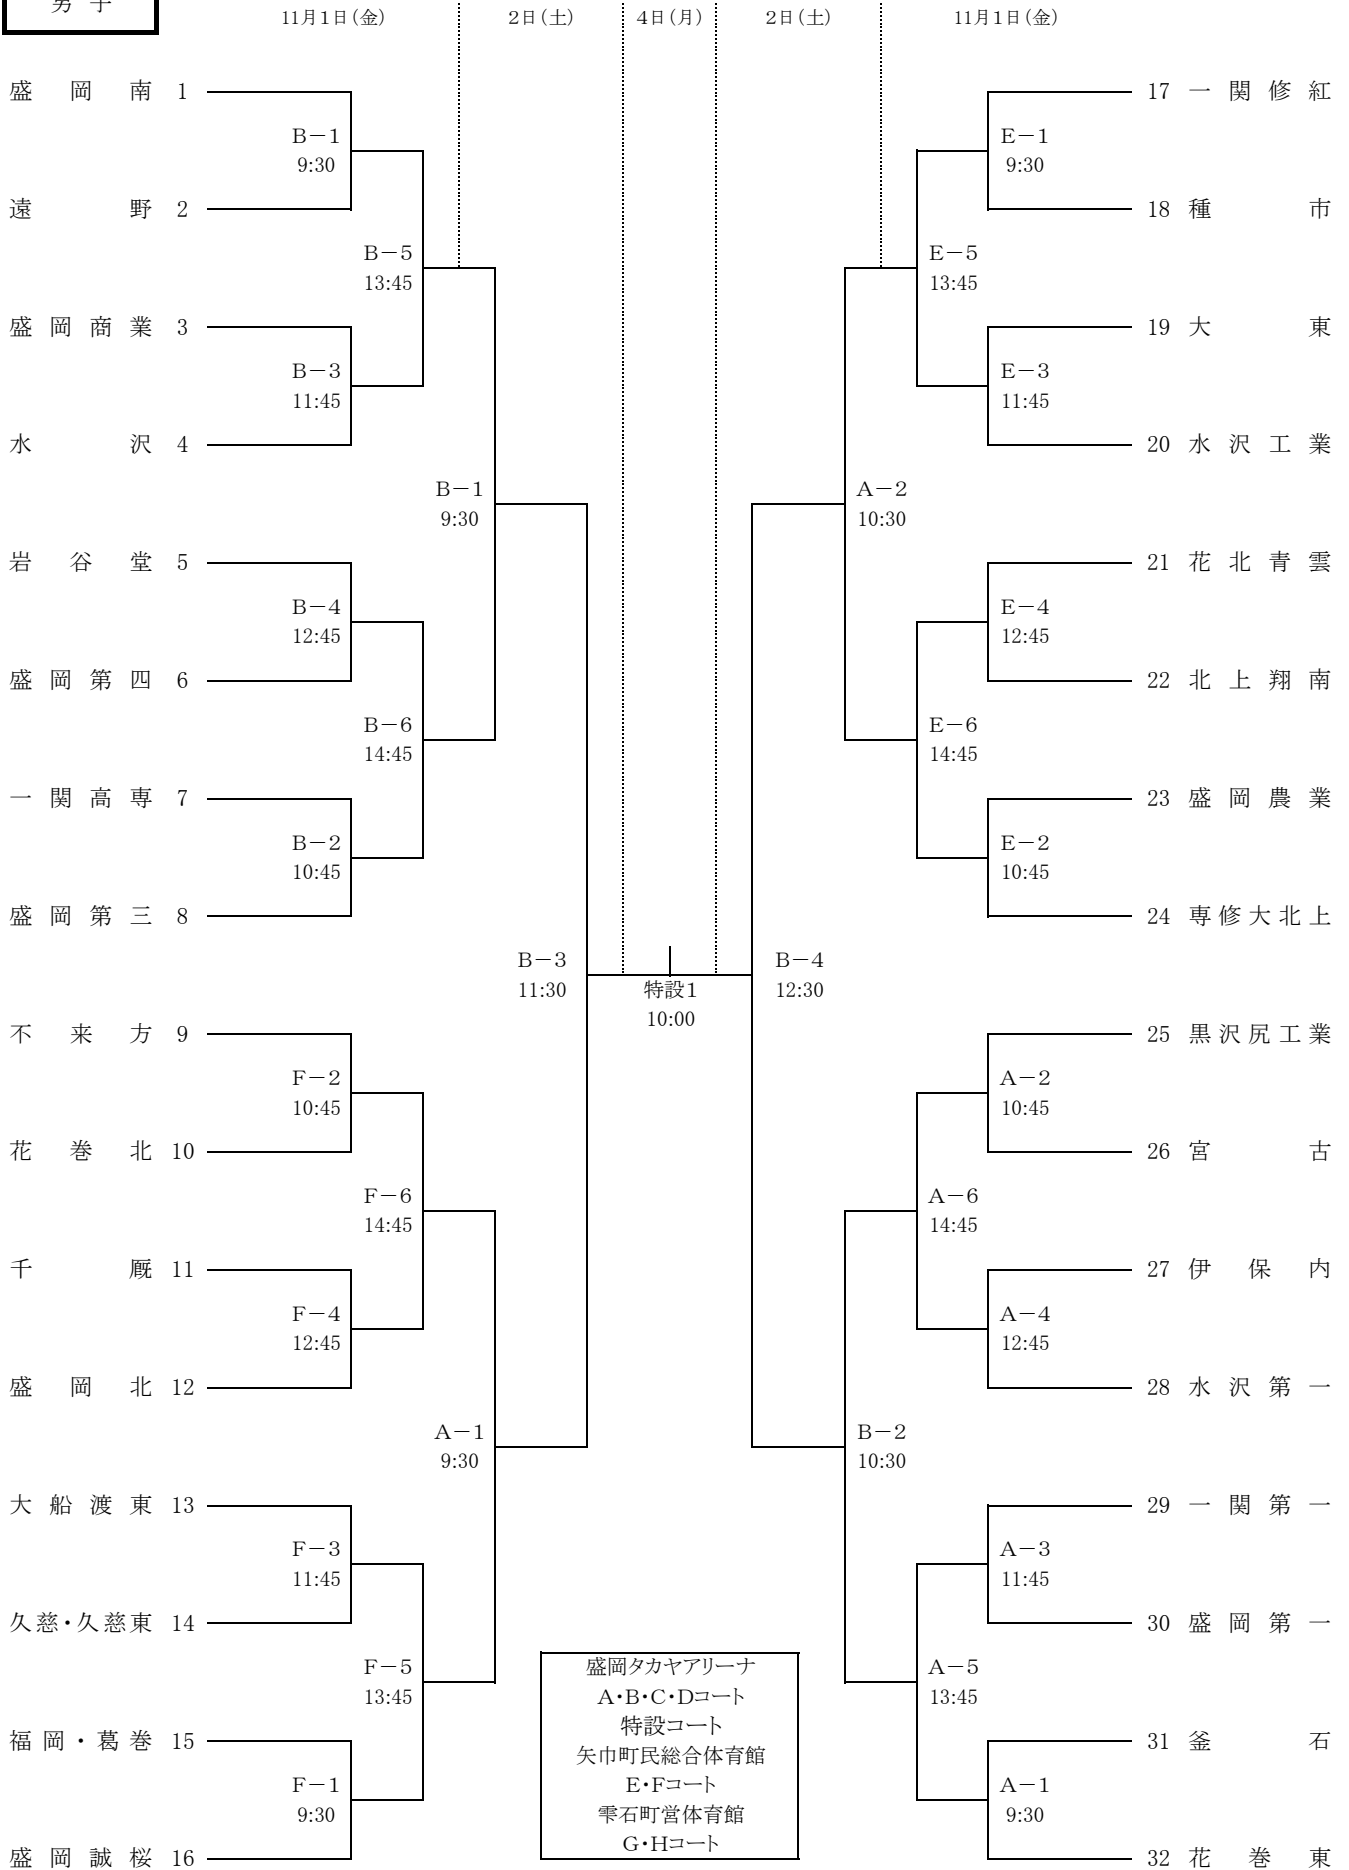 男 子
11月1日(金) 2日(土) 4日(月) 2日(土) 11月1日(金)
盛岡南 1
17 一関修紅
B-1
9:30
E-1
9:30
遠野 2
18 種市
B-5
13:45
E-5
13:45
盛岡商業 3
19 大東
B-3
11:45
E-3
11:45
水沢 4
20 水沢工業
B-1
9:30
A-2
10:30
岩谷堂 5
21 花北青雲
B-4
12:45
E-4
12:45
盛岡第四 6
22 北上翔南
B-6
14:45
E-6
14:45
一関高専 7
23 盛岡農業
B-2
10:45
E-2
10:45
盛岡第三 8
24 専修大北上
B-3
11:30
特設1
10:00
B-4
12:30
不来方 9
25 黒沢尻工業
F-2
10:45
A-2
10:45
花巻北 10
26 宮古
F-6
14:45
A-6
14:45
千厩 11
27 伊保内
F-4
12:45
A-4
12:45
盛岡北 12
28 水沢第一
A-1
9:30
B-2
10:30
大船渡東 13
29 一関第一
F-3
11:45
A-3
11:45
久慈・久慈東 14
30 盛岡第一
F-5
13:45
A-5
13:45
福岡・葛巻 15
31 釜石
F-1
9:30
A-1
9:30
盛岡誠桜 16
32 花巻東
盛岡タカヤアリーナ
A・B・C・Dコート
特設コート
矢巾町民総合体育館
E・Fコート
雫石町営体育館
G・Hコート